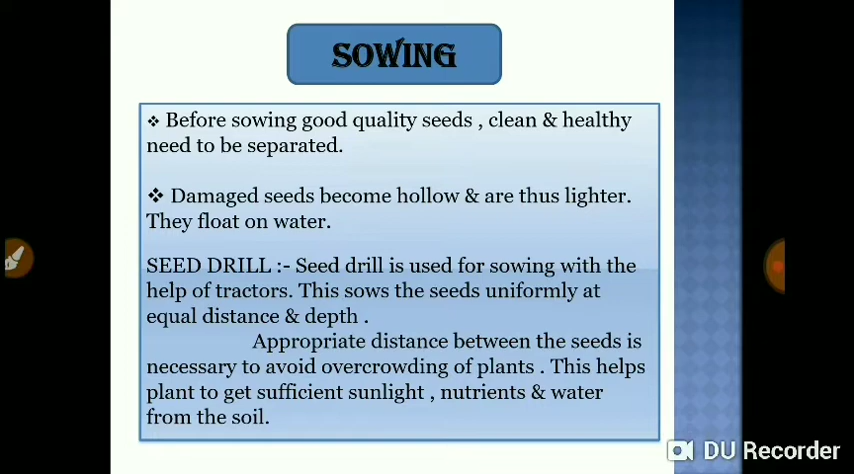 SOWING
❖ Before sowing good quality seeds , clean & healthy
need to be separated.
❖ Damaged seeds become hollow & are thus lighter.
They float on water.
SEED DRILL :- Seed drill is used for sowing with the
help of tractors. This sows the seeds uniformly at
equal distance & depth .
Appropriate distance between the seeds is
necessary to avoid overcrowding of plants . This helps
plant to get sufficient sunlight , nutrients & water
from the soil.
DU Recorder